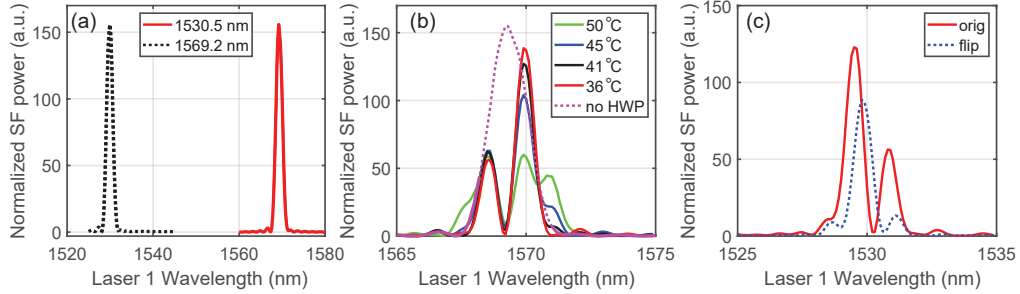 (a)
1530.5 nm
1569.2 nm
Normalized SF power (a.u.)
150
100
50
0
1520
1540
1560
1580
Laser 1 Wavelength (nm)
(b)
50 °C
45 °C
41 °C
36 °C
no HWP
Normalized SF power (a.u.)
150
100
50
0
1565
1570
1575
Laser 1 Wavelength (nm)
(c)
orig
flip
Normalized SF power (a.u.)
150
100
50
0
1525
1530
1535
Laser 1 Wavelength (nm)